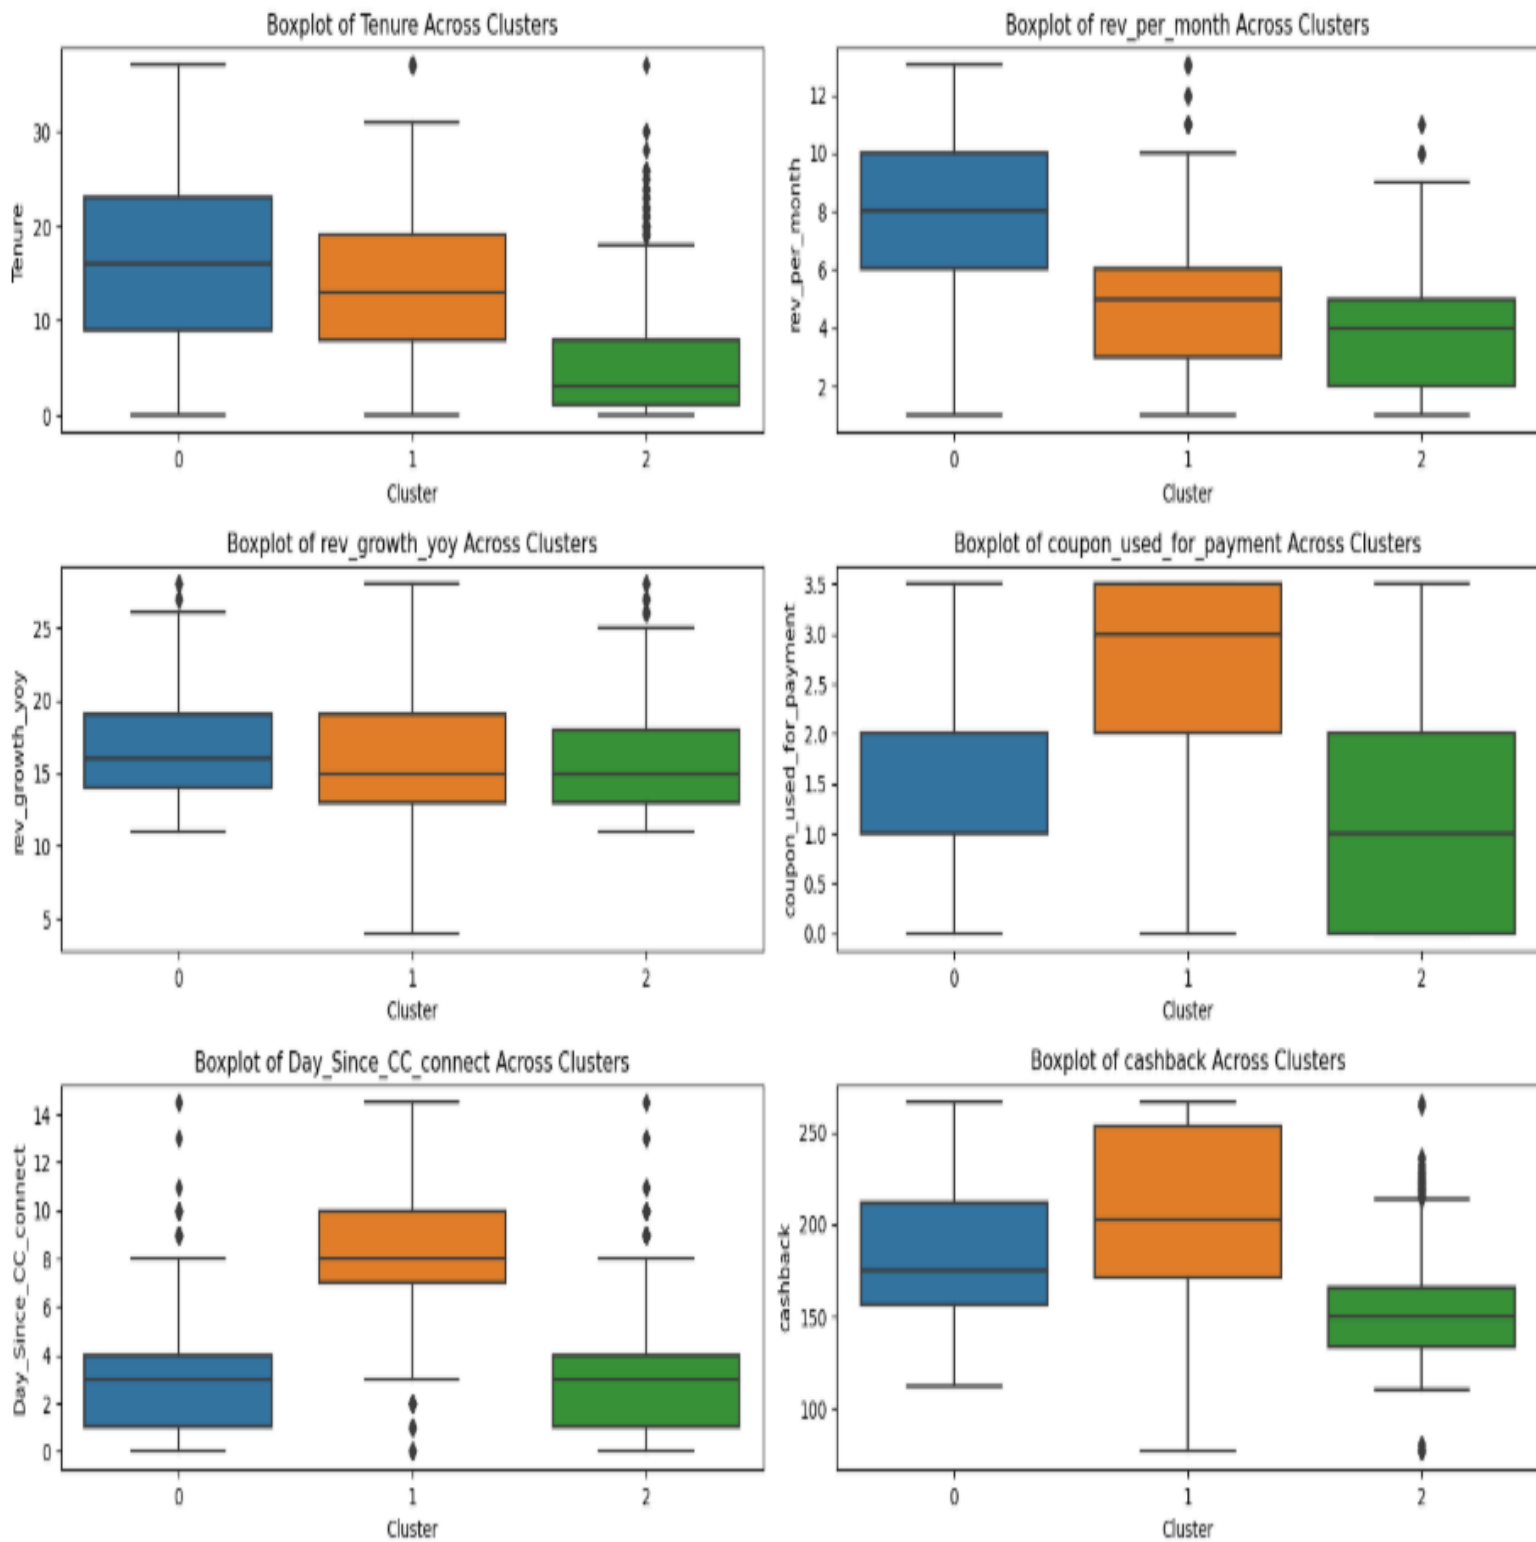 Boxplot of Tenure Across Clusters
Tenure
30
20
10
0
0 1 2
Cluster
Boxplot of rev_per_month Across Clusters
rev_per_month
12
10
8
6
4
2
0 1 2
Cluster
Boxplot of rev_growth_yoy Across Clusters
rev_growth_yoy
25
20
15
10
5
0 1 2
Cluster
Boxplot of coupon_used_for_payment Across Clusters
coupon_used_for_payment
3.5
3.0
2.5
2.0
1.5
1.0
0.5
0.0
0 1 2
Cluster
Boxplot of Day_Since_CC_connect Across Clusters
Day_Since_CC_connect
14
12
10
8
6
4
2
0
0 1 2
Cluster
Boxplot of cashback Across Clusters
cashback
250
200
150
100
0 1 2
Cluster